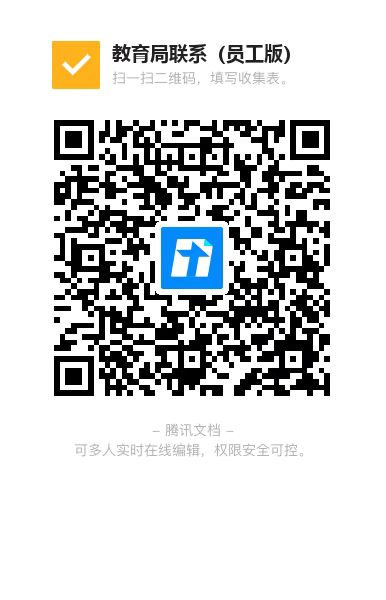 教育局联系（员工版）
扫一扫二维码，填写收集表。
– 腾讯文档 –
可多人实时在线编辑，权限安全可控。